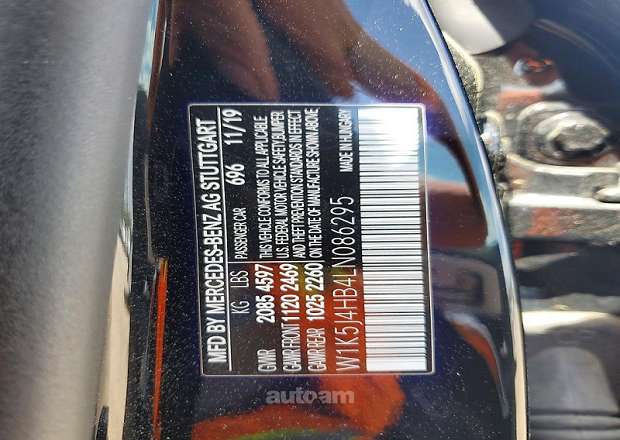 MFD BY MERCEDES-BENZ AG STUTTGART
KG LBS PASSENGER CAR 696 11/19
GVWR 2085 4597 THIS VEHICLE CONFORMS TO ALL APPLICABLE
GAWR FRONT 1120 2469 U.S. FEDERAL MOTOR VEHICLE SAFETY, BUMPER
GAWR REAR 1025 2260 AND THEFT PREVENTION STANDARDS IN EFFECT
ON THE DATE OF MANUFACTURE SHOWN ABOVE
MADE IN HUNGARY
W1K5J4HB4LN086295
autoam